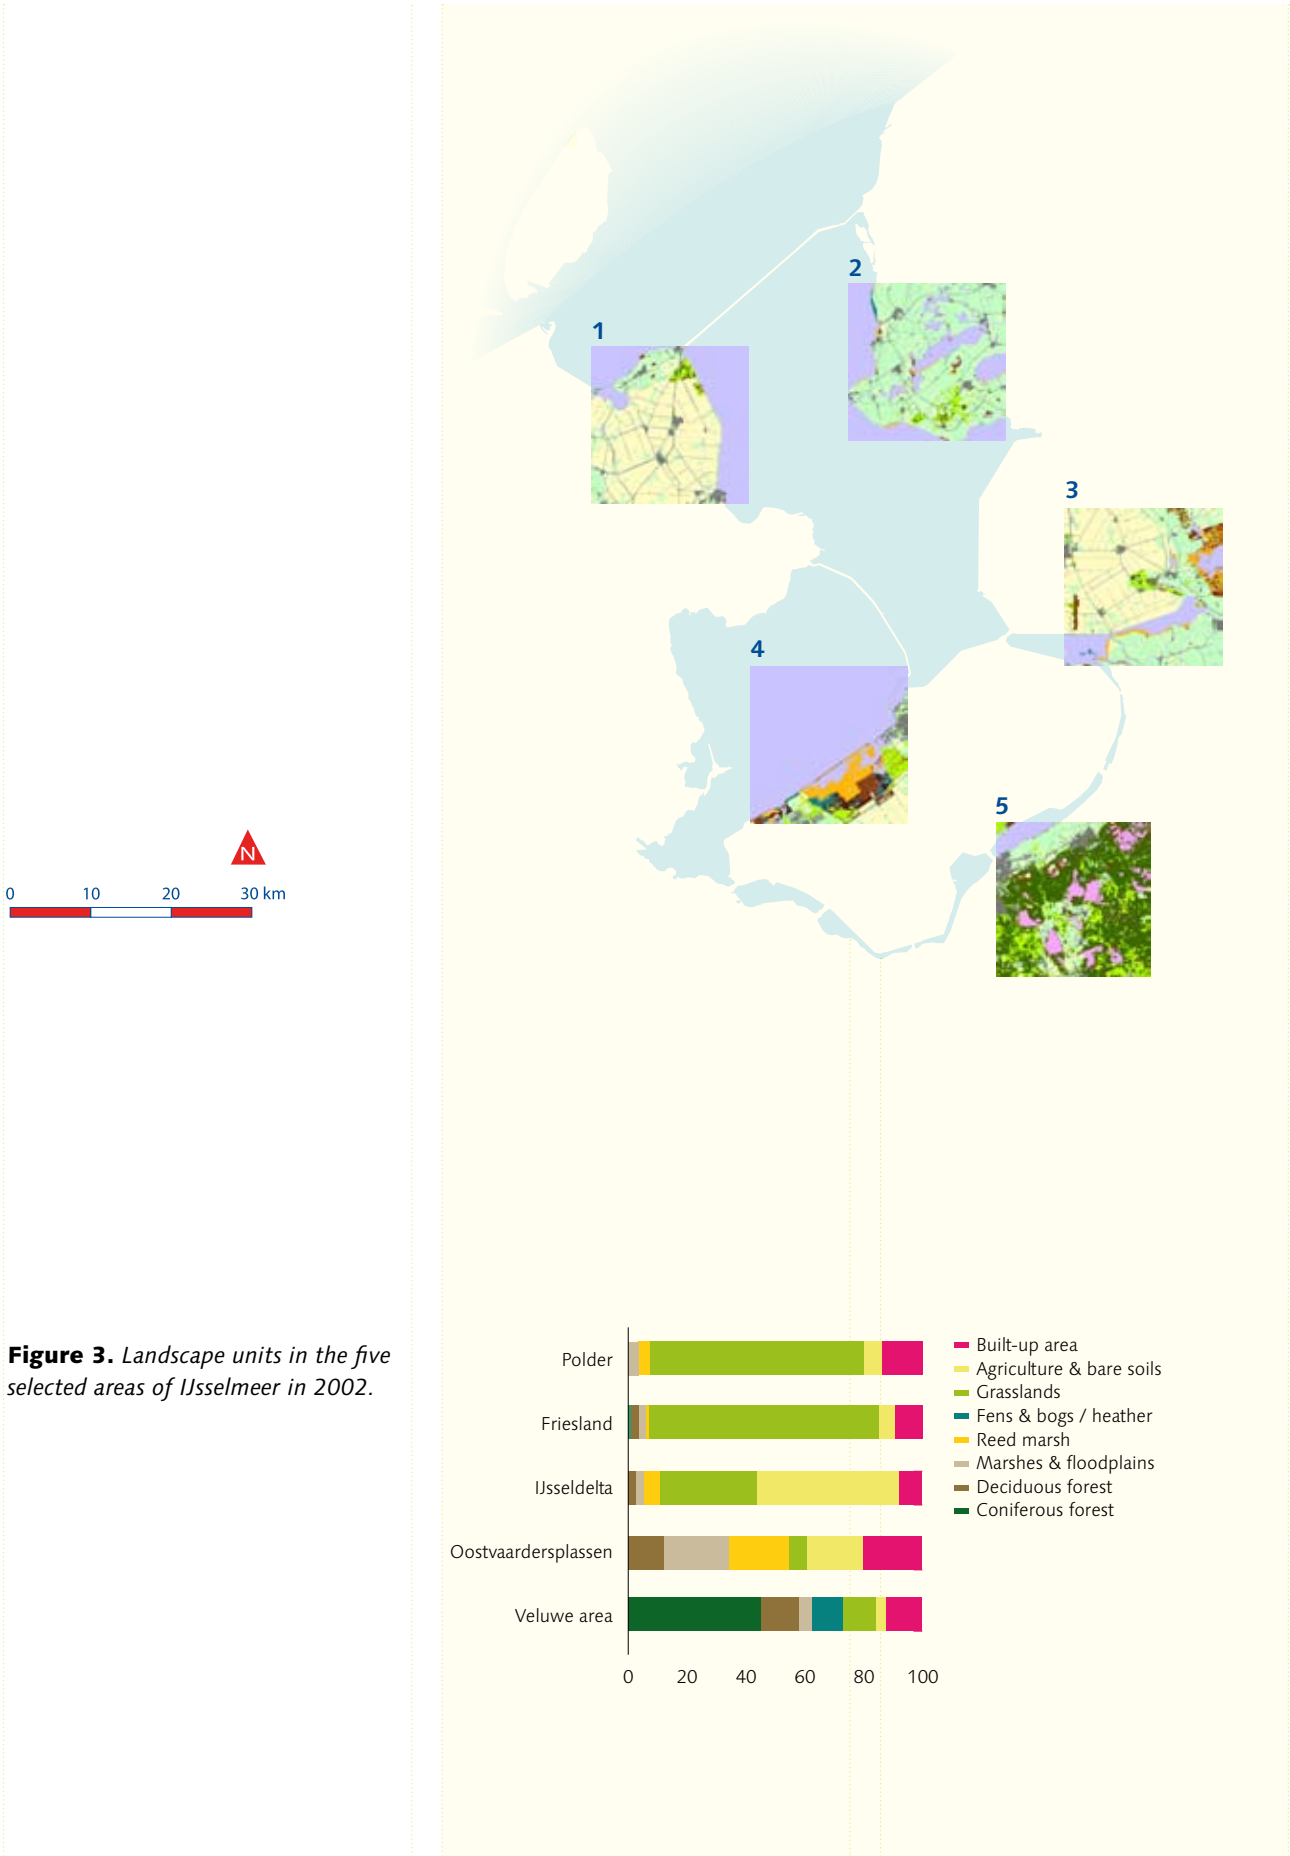 2
1
3
4
5
N
0 10 20 30 km
Figure 3. Landscape units in the five
selected areas of IJsselmeer in 2002.
Polder
Friesland
IJsseldelta
Oostvaardersplassen
Veluwe area
0 20 40 60 80 100
Built-up area
Agriculture & bare soils
Grasslands
Fens & bogs / heather
Reed marsh
Marshes & floodplains
Deciduous forest
Coniferous forest